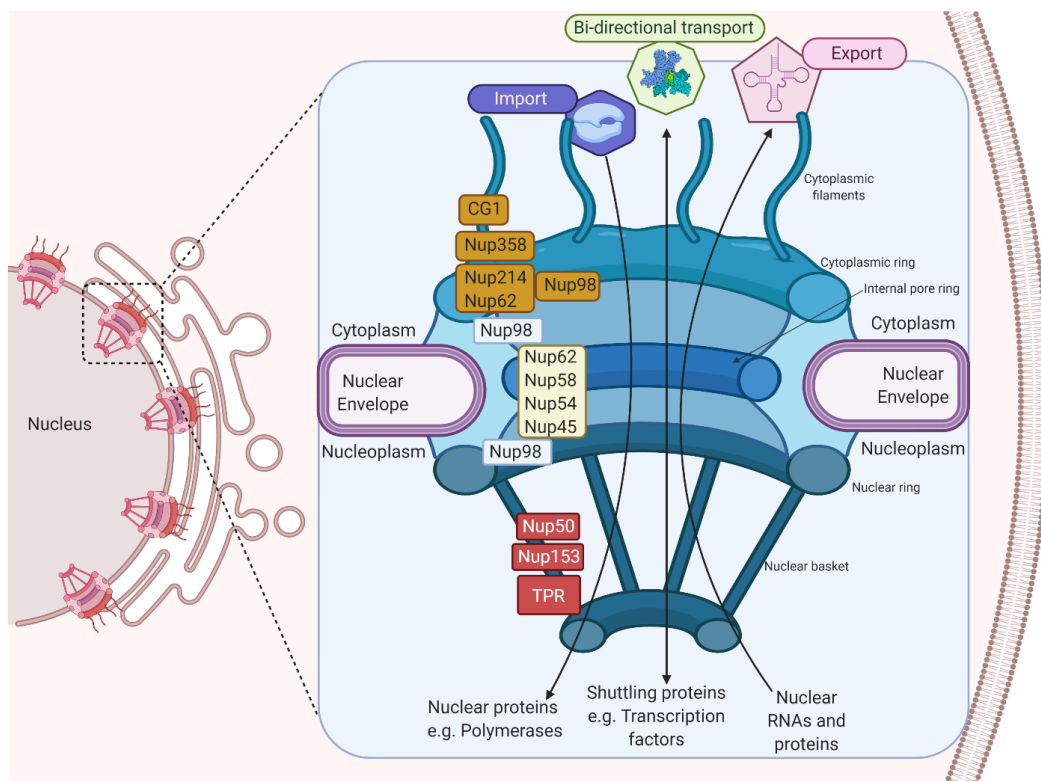 Bi-directional transport
Export
Import
Cytoplasmic
filaments
CG1
Nup358
Nup214
Nup62
Nup98
Nup98
Cytoplasmic ring
Internal pore ring
Cytoplasm
Cytoplasm
Nup62
Nup58
Nup54
Nup45
Nuclear
Envelope
Nuclear
Envelope
Nucleus
Nucleoplasm
Nucleoplasm
Nup98
Nuclear ring
Nup50
Nup153
TPR
Nuclear basket
Nuclear proteins
e.g. Polymerases
Shuttling proteins
e.g. Transcription
factors
Nuclear
RNAs and
proteins